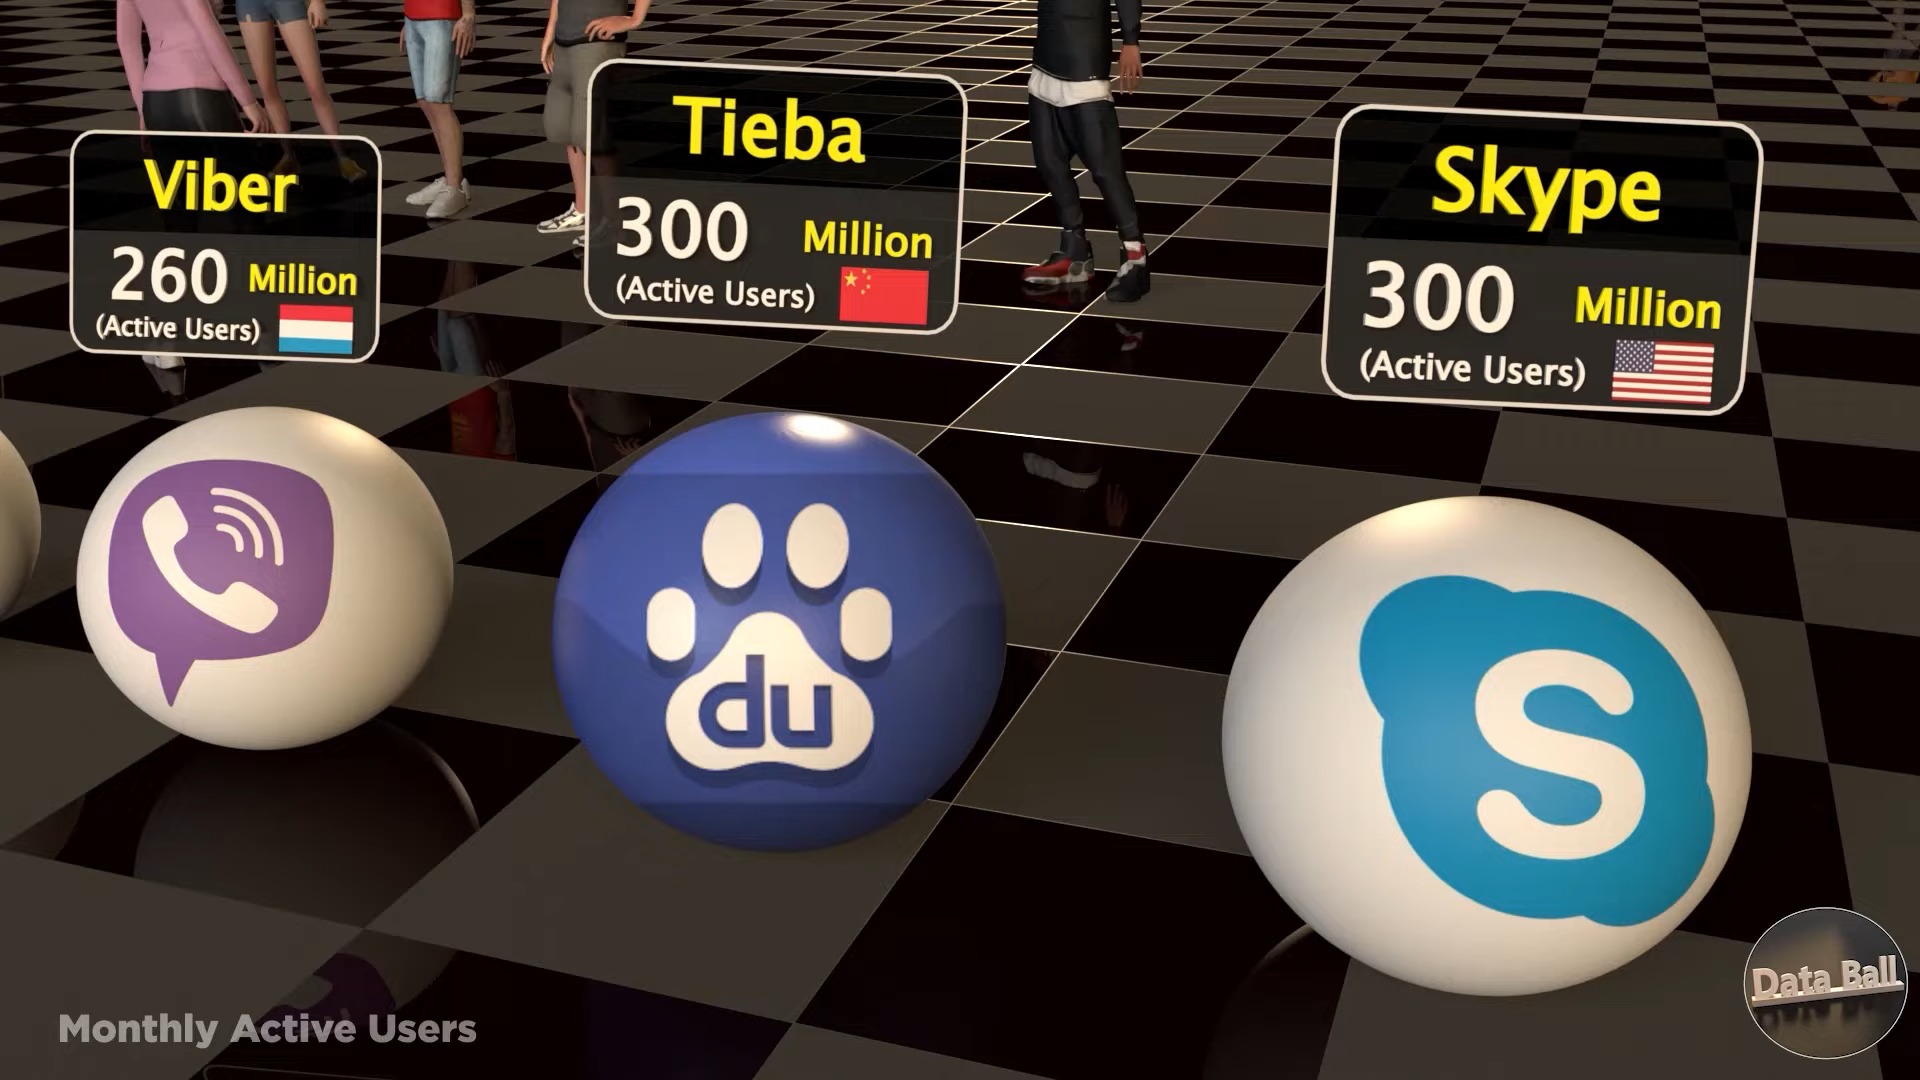 Viber
260 Million
(Active Users)
Tieba
300 Million
(Active Users)
Skype
300 Million
(Active Users)
du
S
Monthly Active Users
Data Ball